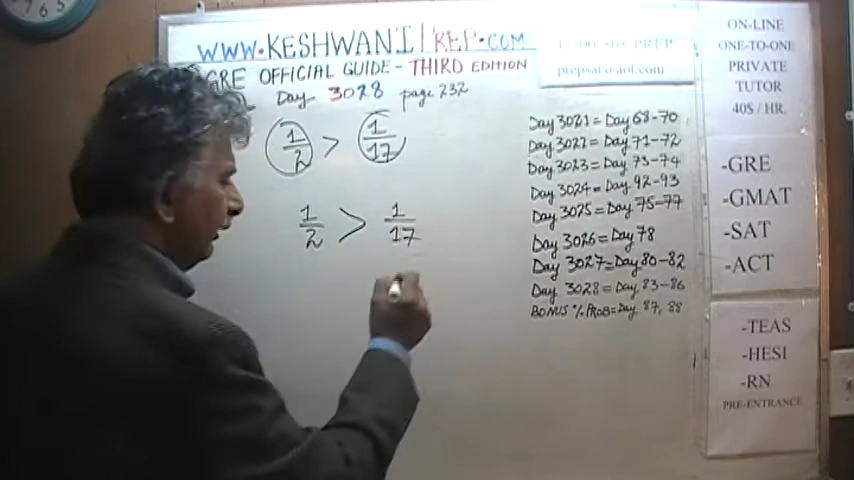 WWW.KESHWANI PREP.COM
GRE OFFICIAL GUIDE - THIRD EDITION
Day 3028 page 232
1/2 > 1/17
1/2 > 1/17
PREP
prepsat@aol.com
Day 3021 = Day 68-70
Day 3022 = Day 71-72
Day 3023 = Day 73-74
Day 3024 = Day 92-93
Day 3025 = Day 75-77
Day 3026 = Day 78
Day 3027 = Day 80-82
Day 3028 = Day 83-86
BONUS % PROB = Day 87, 88
ON-LINE
ONE-TO-ONE
PRIVATE
TUTOR
40$ / HR.
-GRE
-GMAT
-SAT
-ACT
-TEAS
-HESI
-RN
PRE-ENTRANCE
7 6 5